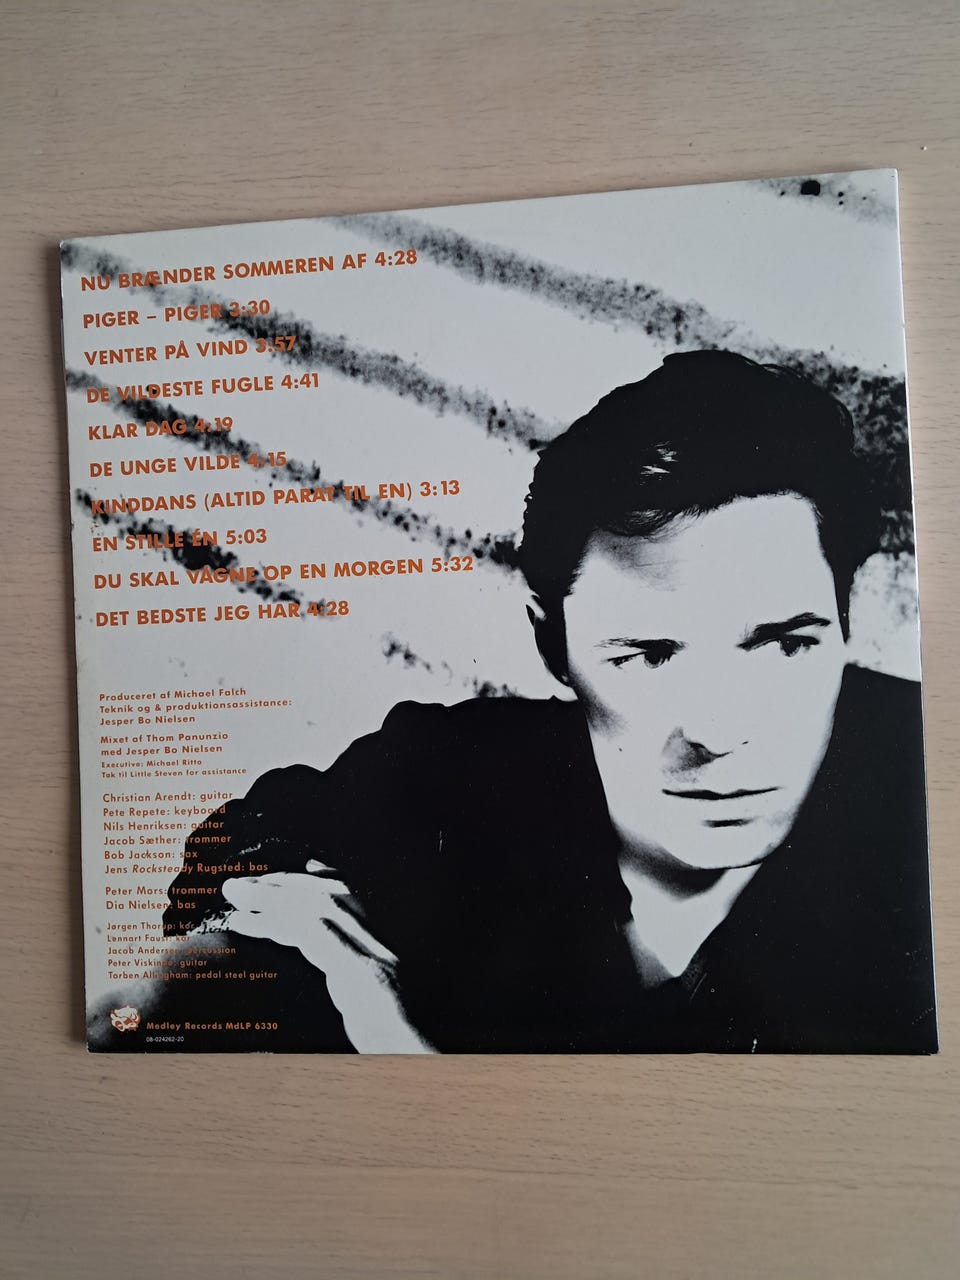 NU BRÆNDER SOMMEREN AF 4:28
PIGER – PIGER 3:30
VENTER PÅ VIND 3:57
DE VILDESTE FUGLE 4:41
KLAR DAG 4:19
DE UNGE VILDE 4:15
KINDDANS (ALTID PARAT TIL EN) 3:13
EN STILLE ÉN 5:03
DU SKAL VÅGNE OP EN MORGEN 5:32
DET BEDSTE JEG HAR 4:28
Produceret af Michael Falch
Teknik og & produktionsassistance:
Jesper Bo Nielsen
Mixet af Thom Panunzio
med Jesper Bo Nielsen
Executive: Michael Ritto
Tak til Little Steven for assistance
Christian Arendt: guitar
Pete Repete: keyboard
Nils Henriksen: guitar
Jacob Sæther: trommer
Bob Jackson: sax
Jens Rocksteady Rugsted: bas
Peter Mors: trommer
Dia Nielsen: bas
Jørgen Thorup: kor
Lennart Faust: kor
Jacob Andersen: percussion
Peter Viskinde: guitar
Torben Allingham: pedal steel guitar
Medley Records MdLP 6330
08-024262-20